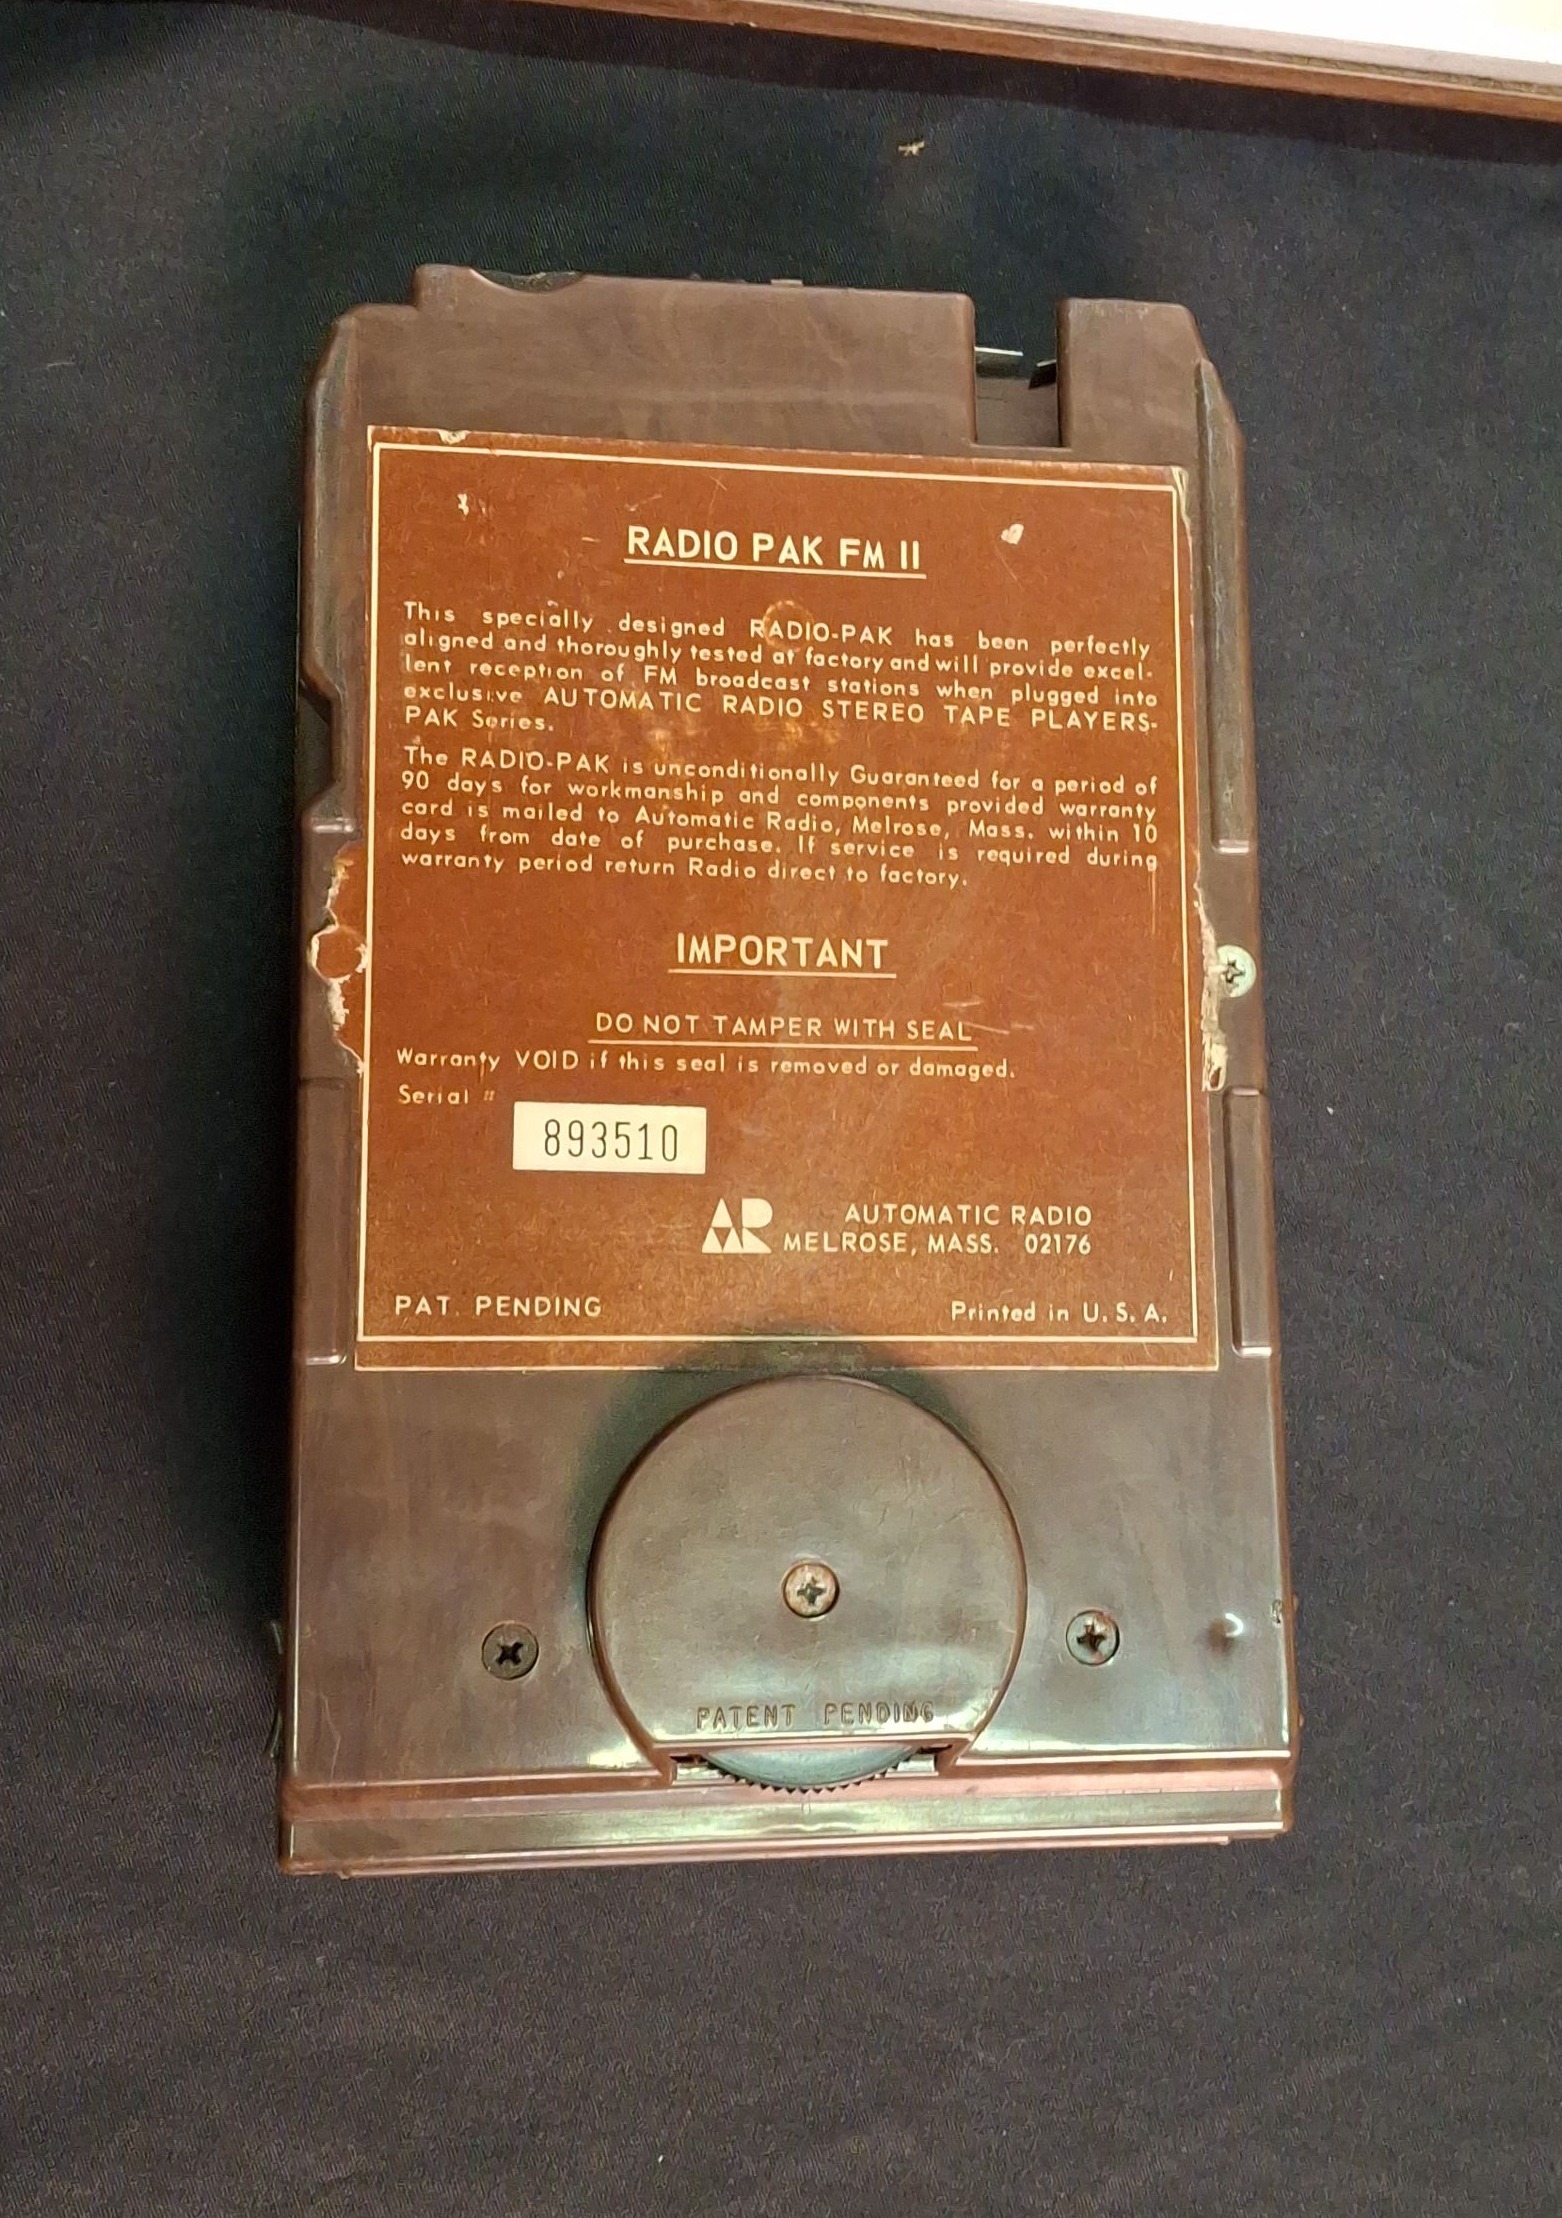 RADIO PAK FM II
This specially designed RADIO-PAK has been perfectly
aligned and thoroughly tested at factory and will provide excel-
lent reception of FM broadcast stations when plugged into
exclusive AUTOMATIC RADIO STEREO TAPE PLAYERS-
PAK Series.
The RADIO-PAK is unconditionally Guaranteed for a period of
90 days for workmanship and components provided warranty
card is mailed to Automatic Radio, Melrose, Mass. within 10
days from date of purchase. If service is required during
warranty period return Radio direct to factory.
IMPORTANT
DO NOT TAMPER WITH SEAL
Warranty VOID if this seal is removed or damaged.
Serial #
893510
AR AUTOMATIC RADIO
MELROSE, MASS. 02176
PAT. PENDING Printed in U. S. A.
PATENT PENDING